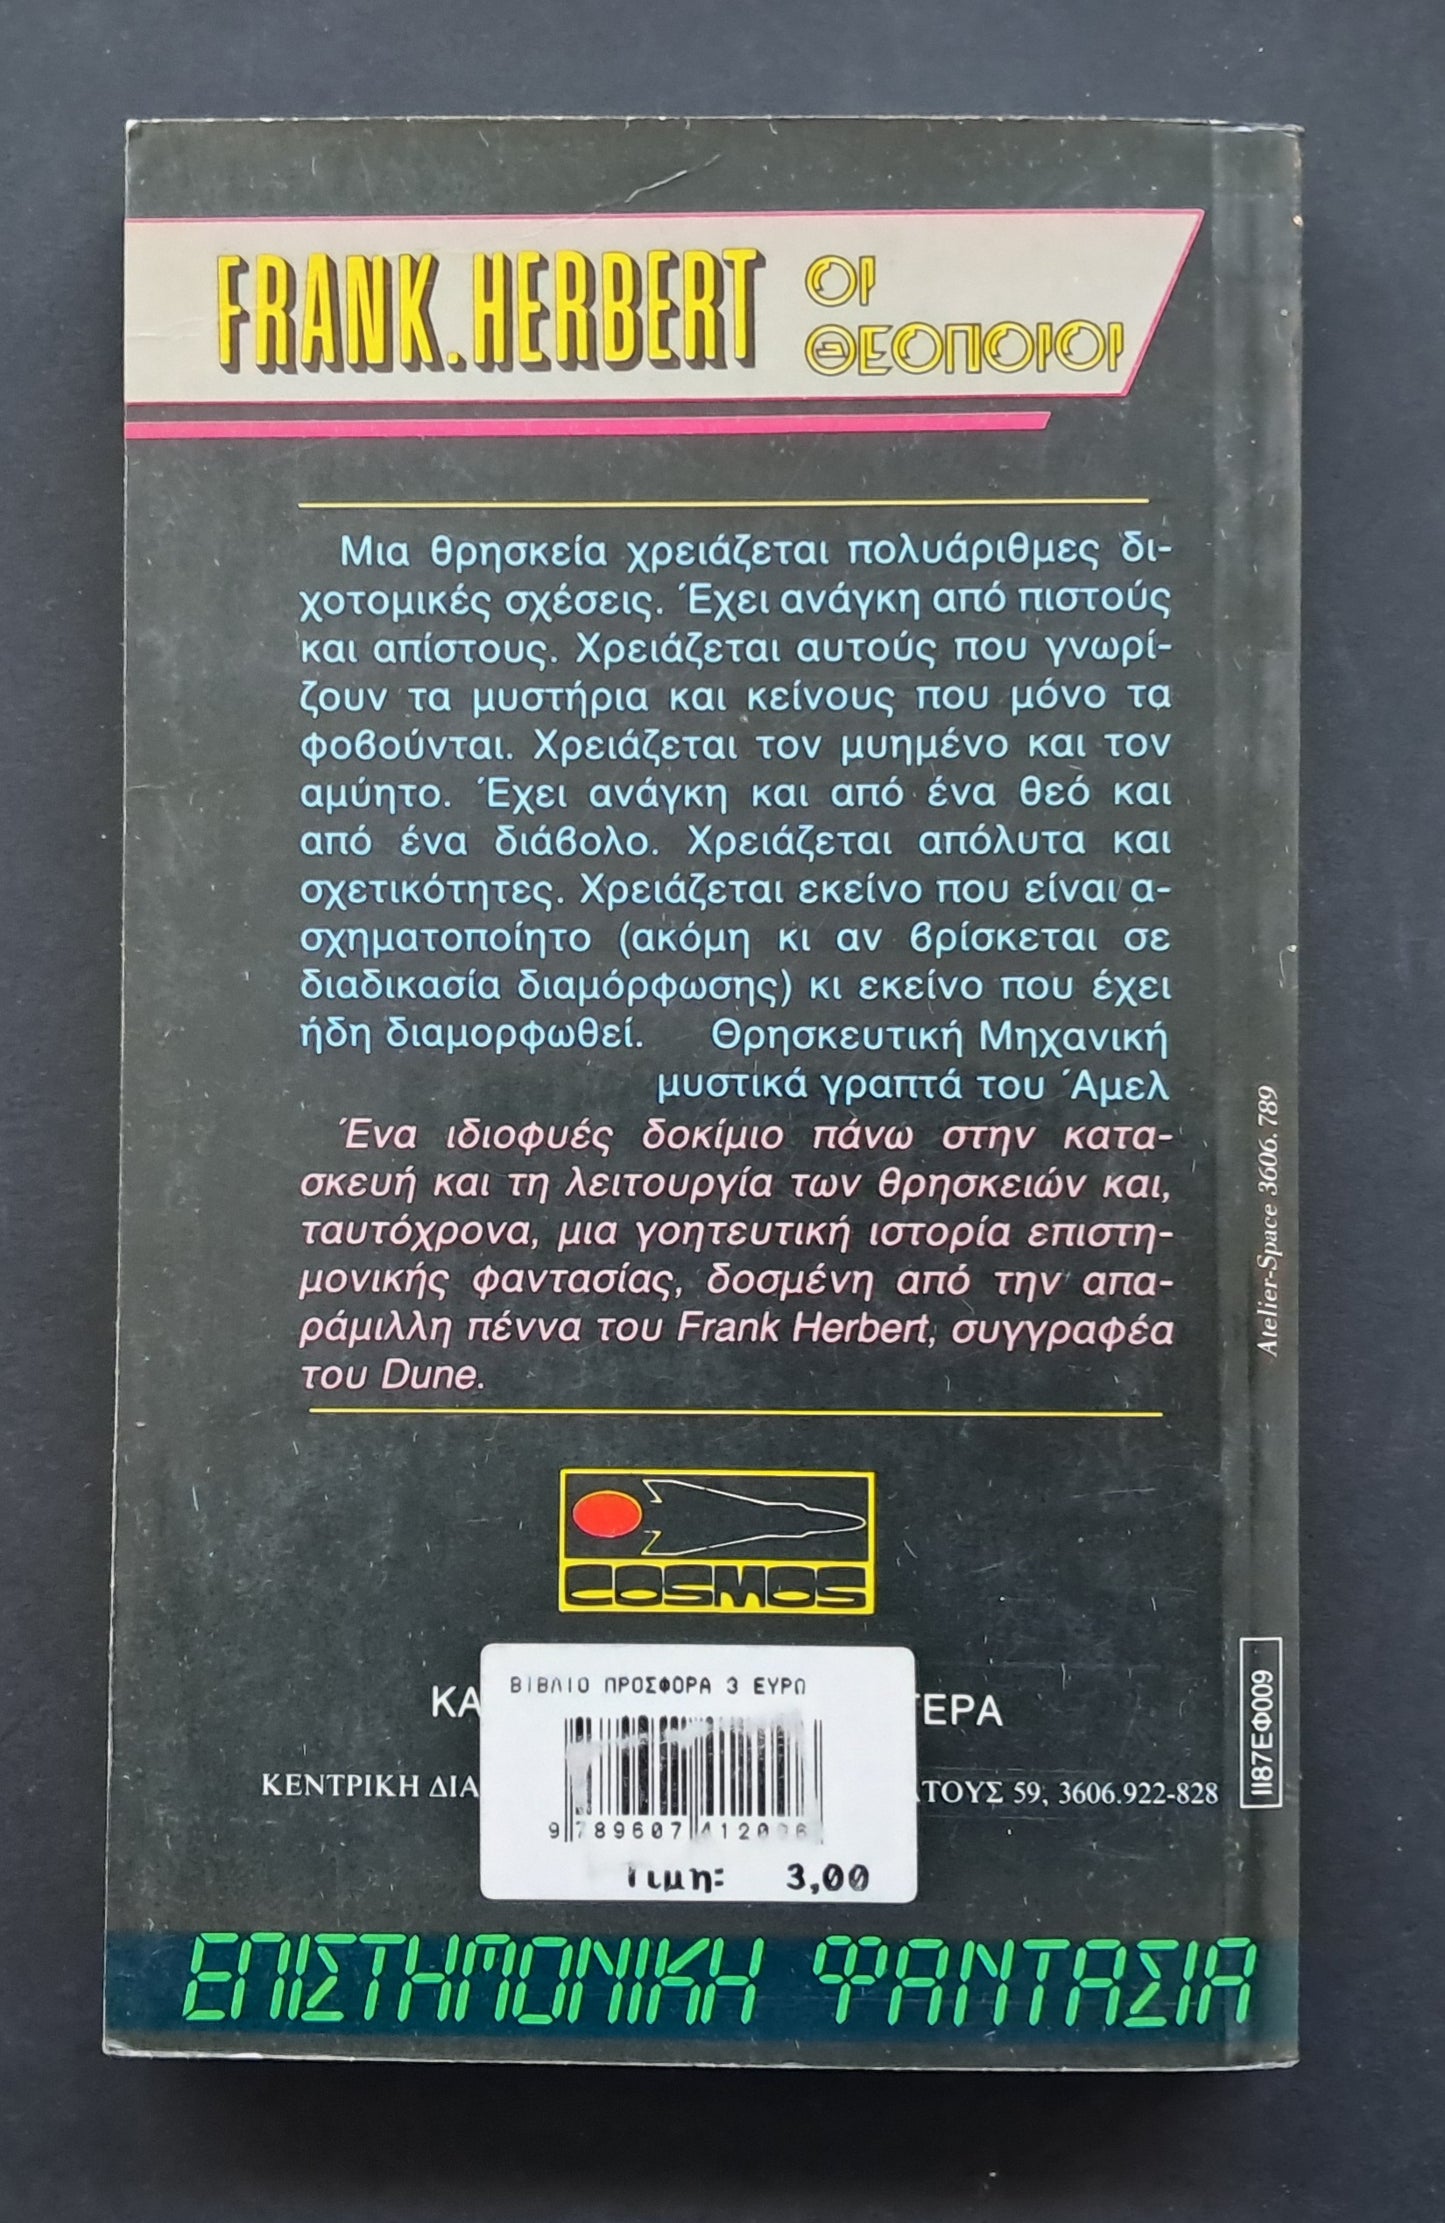 FRANK.HERBERT ΟΙ
ΘΕΟΠΟΙΟΙ
Μια θρησκεία χρειάζεται πολυάριθμες δι-
χοτομικές σχέσεις. Έχει ανάγκη από πιστούς
και απίστους. Χρειάζεται αυτούς που γνωρί-
ζουν τα μυστήρια και κείνους που μόνο τα
φοβούνται. Χρειάζεται τον μυημένο και τον
αμύητο. Έχει ανάγκη και από ένα θεό και
από ένα διάβολο. Χρειάζεται απόλυτα και
σχετικότητες. Χρειάζεται εκείνο που είναι α-
σχηματοποίητο (ακόμη κι αν βρίσκεται σε
διαδικασία διαμόρφωσης) κι εκείνο που έχει
ήδη διαμορφωθεί. Θρησκευτική Μηχανική
μυστικά γραπτά του Άμελ
Ένα ιδιοφυές δοκίμιο πάνω στην κατα-
σκευή και τη λειτουργία των θρησκειών και,
ταυτόχρονα, μια γοητευτική ιστορία επιστη-
μονικής φαντασίας, δοσμένη από την απα-
ράμιλλη πέννα του Frank Herbert, συγγραφέα
του Dune.
COSMOS
ΒΙΒΛΙΟ ΠΡΟΣΦΟΡΑ 3 ΕΥΡΩ
ΚΑ ΤΕΡΑ
ΚΕΝΤΡΙΚΗ ΔΙΑ ΑΤΟΥΣ 59, 3606.922-828
9 789607 412096
Τιμη: 3,00
ΕΠΙΣΤΗΜΟΝΙΚΗ ΦΑΝΤΑΣΙΑ
Atelier-Space 3606.789
II87ΕΦ009